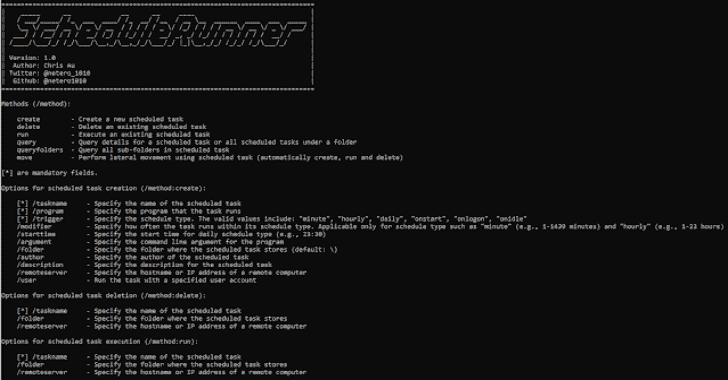 ScheduleRunner
Version: 1.0
Author: Chris Au
Twitter: @netero_1010
Github: @netero1010
Methods (/method):
create - Create a new scheduled task
delete - Delete an existing scheduled task
run - Execute an existing scheduled task
query - Query details for a scheduled task or all scheduled tasks under a folder
queryfolders - Query all sub-folders in scheduled task
move - Perform lateral movement using scheduled task (automatically create, run and delete)
[*] are mandatory fields.
Options for scheduled task creation (/method:create):
[*] /taskname - Specify the name of the scheduled task
[*] /program - Specify the program that the task runs
[*] /trigger - Specify the schedule type. The valid values include: "minute", "hourly", "daily", "onstart", "onlogon", "onidle"
/modifier - Specify how often the task runs within its schedule type. Applicable only for schedule type such as "minute" (e.g., 1-1439 minutes) and "hourly" (e.g., 1-23 hours)
/starttime - Specify the start time for daily schedule type (e.g., 23:30)
/argument - Specify the command line argument for the program
/folder - Specify the folder where the scheduled task stores (default: \)
/author - Specify the author of the scheduled task
/description - Specify the description for the scheduled task
/remoteserver - Specify the hostname or IP address of a remote computer
/user - Run the task with a specified user account
Options for scheduled task deletion (/method:delete):
[*] /taskname - Specify the name of the scheduled task
/folder - Specify the folder where the scheduled task stores
/remoteserver - Specify the hostname or IP address of a remote computer
Options for scheduled task execution (/method:run):
[*] /taskname - Specify the name of the scheduled task
/folder - Specify the folder where the scheduled task stores
/remoteserver - Specify the hostname or IP address of a remote computer